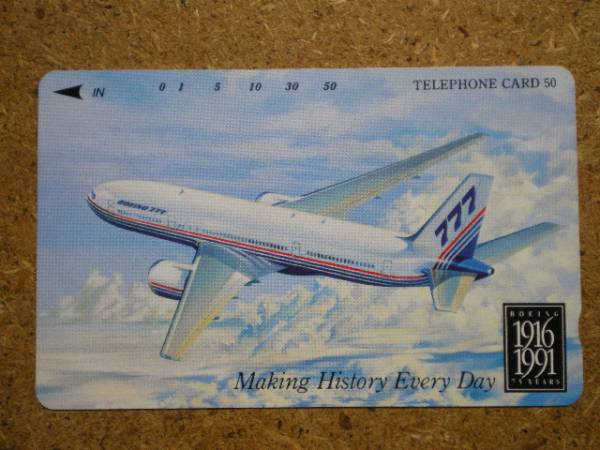 IN 0 1 5 10 30 50 TELEPHONE CARD 50
BOEING 777
777
BOEING
1916
1991
75 YEARS
Making History Every Day